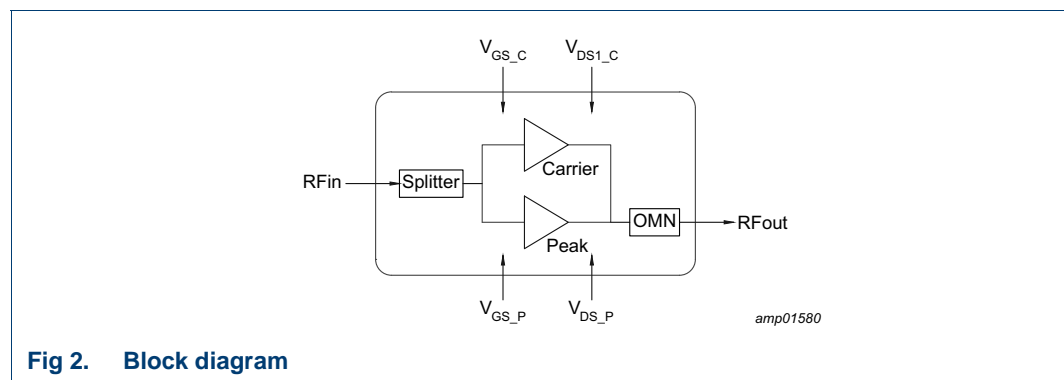 V_GS_C V_DS1_C
Carrier
RFin Splitter OMN RFout
Peak
V_GS_P V_DS_P
amp01580
Fig 2. Block diagram